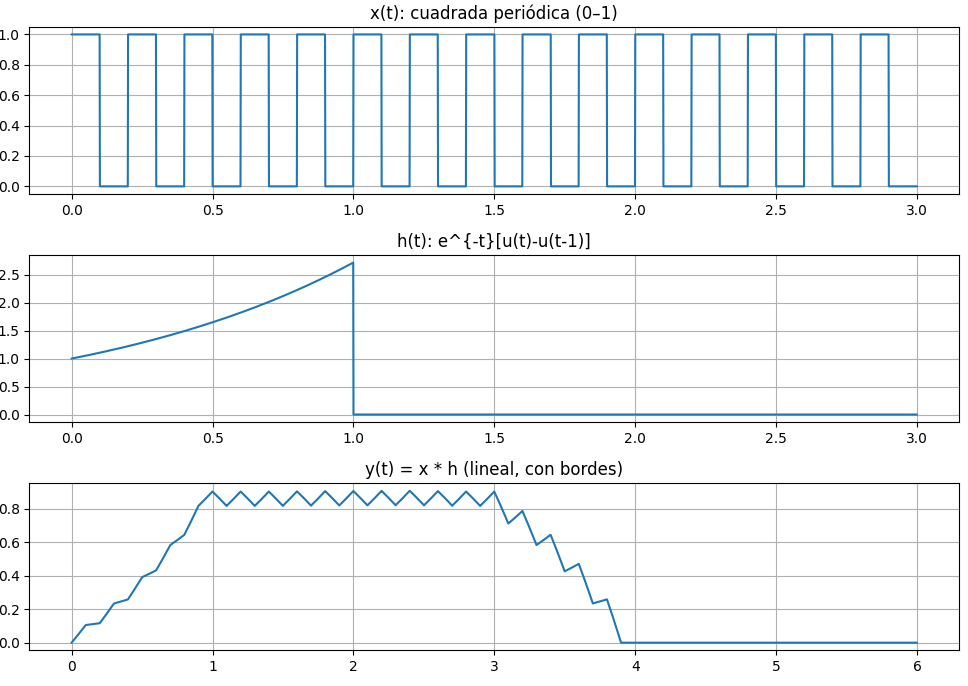 x(t): cuadrada periódica (0–1)
1.0
0.8
0.6
0.4
0.2
0.0
0.0 0.5 1.0 1.5 2.0 2.5 3.0
h(t): e^{-t}[u(t)-u(t-1)]
2.5
2.0
1.5
1.0
0.5
0.0
0.0 0.5 1.0 1.5 2.0 2.5 3.0
y(t) = x * h (lineal, con bordes)
0.8
0.6
0.4
0.2
0.0
0 1 2 3 4 5 6